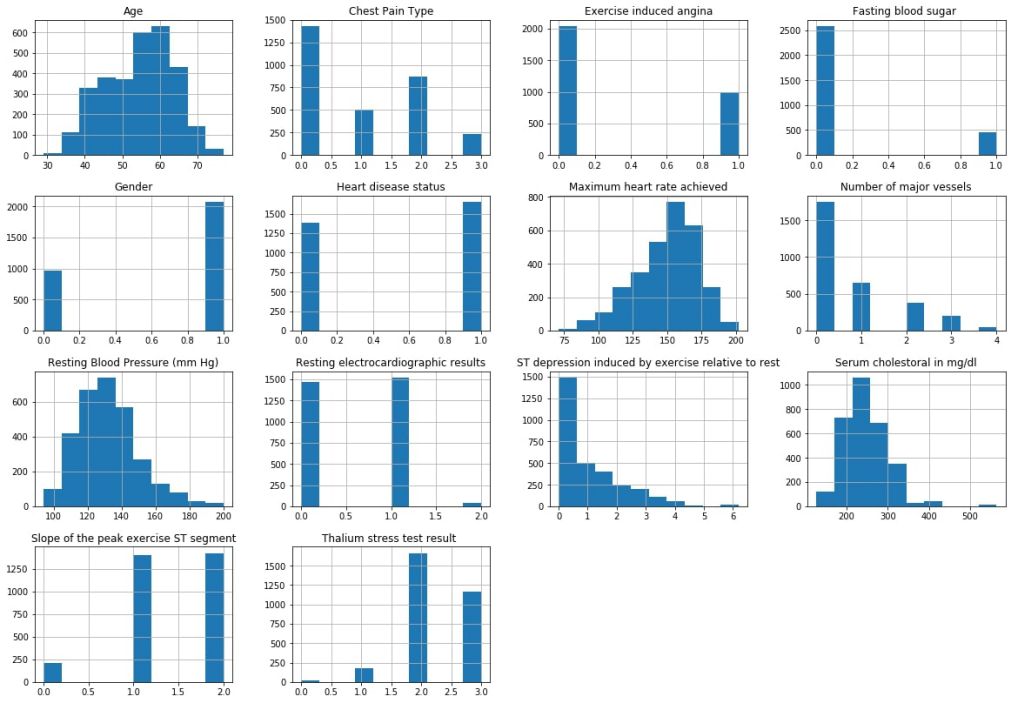 Age
Chest Pain Type
Exercise induced angina
Fasting blood sugar
600
500
400
300
200
100
0
30 40 50 60 70
1500
1250
1000
750
500
250
0
0.0 0.5 1.0 1.5 2.0 2.5 3.0
2000
1500
1000
500
0
0.0 0.2 0.4 0.6 0.8 1.0
2500
2000
1500
1000
500
0
0.0 0.2 0.4 0.6 0.8 1.0
Gender
Heart disease status
Maximum heart rate achieved
Number of major vessels
2000
1500
1000
500
0
0.0 0.2 0.4 0.6 0.8 1.0
1500
1250
1000
750
500
250
0
0.0 0.2 0.4 0.6 0.8 1.0
800
600
400
200
0
75 100 125 150 175 200
1500
1000
500
0
0 1 2 3 4
Resting Blood Pressure (mm Hg)
Resting electrocardiographic results
ST depression induced by exercise relative to rest
Serum cholestoral in mg/dl
600
400
200
0
100 120 140 160 180 200
1500
1250
1000
750
500
250
0
0.0 0.5 1.0 1.5 2.0
1500
1250
1000
750
500
250
0
0 1 2 3 4 5 6
1000
800
600
400
200
0
200 300 400 500
Slope of the peak exercise ST segment
Thalium stress test result
1250
1000
750
500
250
0
0.0 0.5 1.0 1.5 2.0
1500
1250
1000
750
500
250
0
0.0 0.5 1.0 1.5 2.0 2.5 3.0